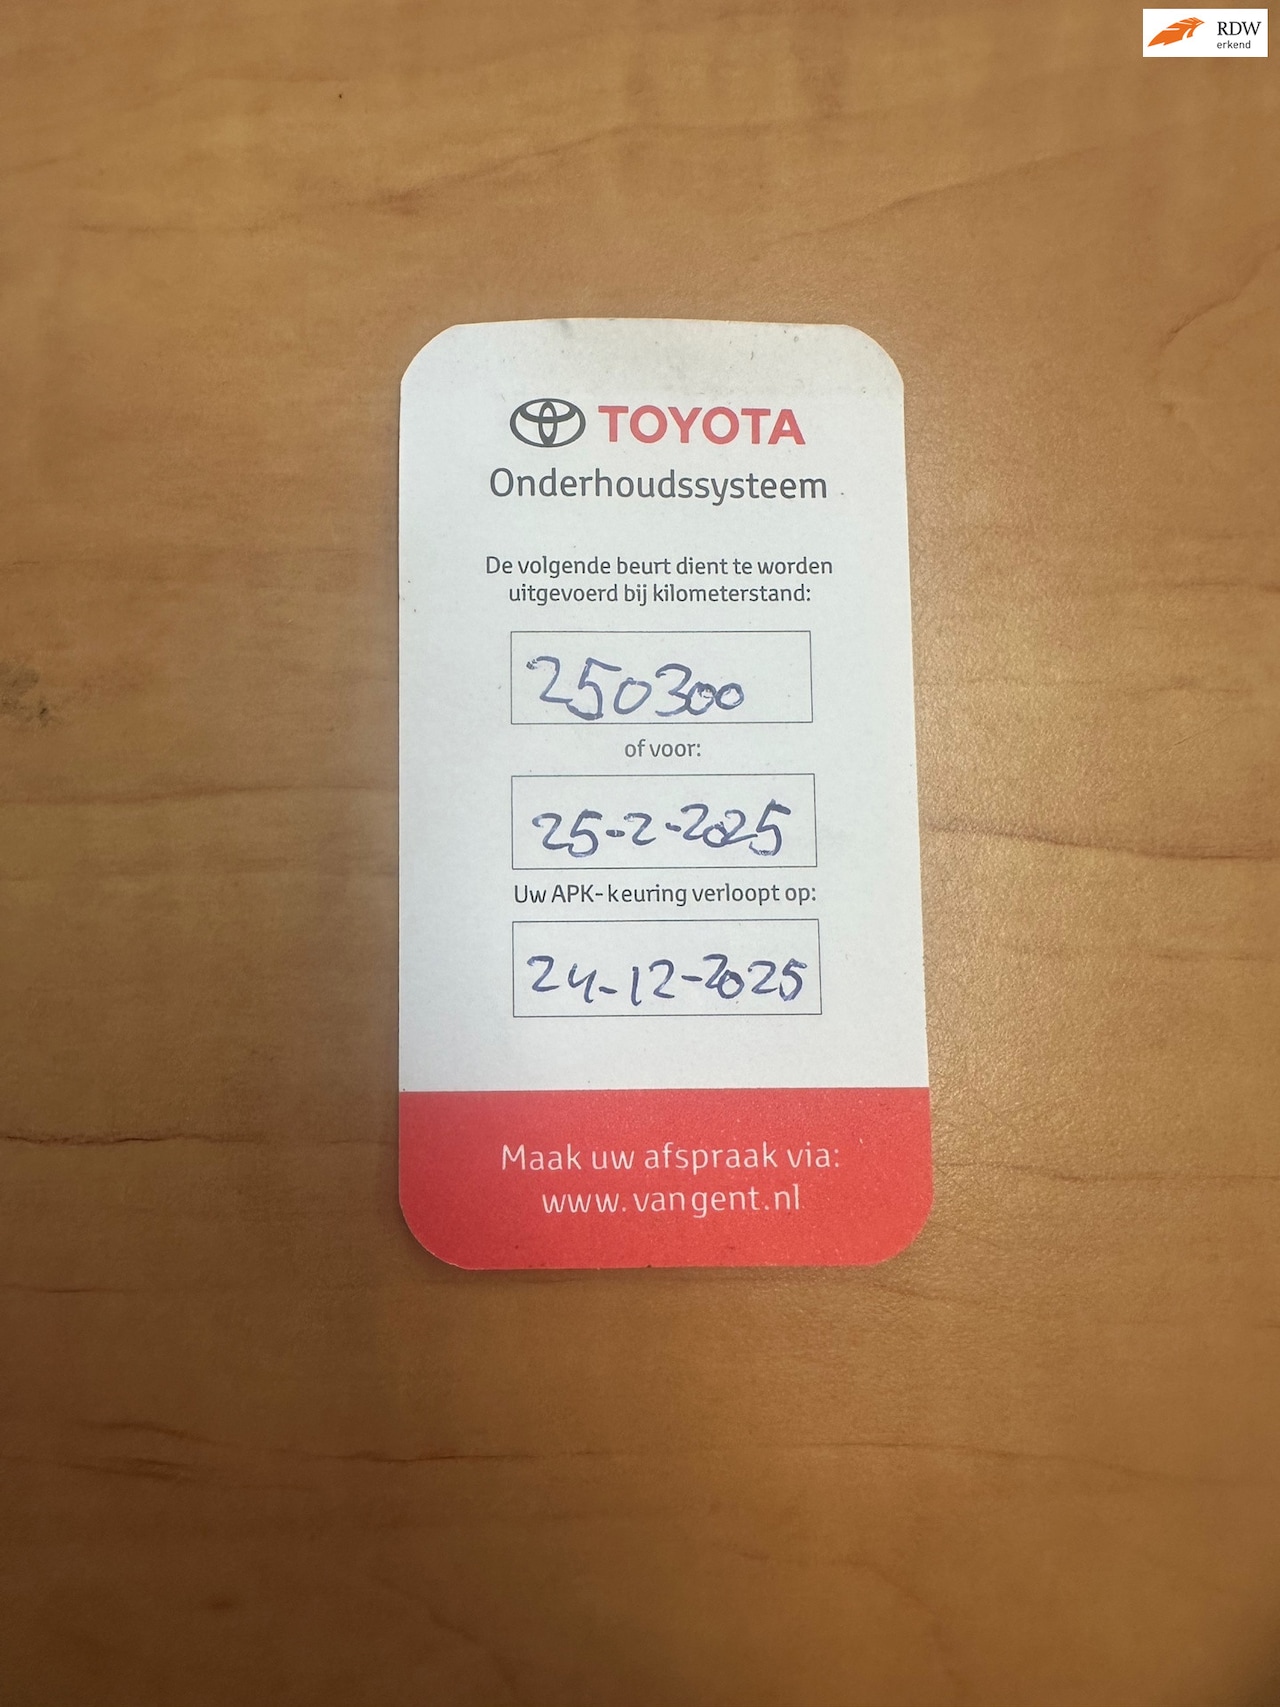 RDW
erkend
TOYOTA
Onderhoudssysteem
De volgende beurt dient te worden
uitgevoerd bij kilometerstand:
250300
of voor:
25-2-2025
Uw APK-keuring verloopt op:
24-12-2025
Maak uw afspraak via:
www.vangent.nl